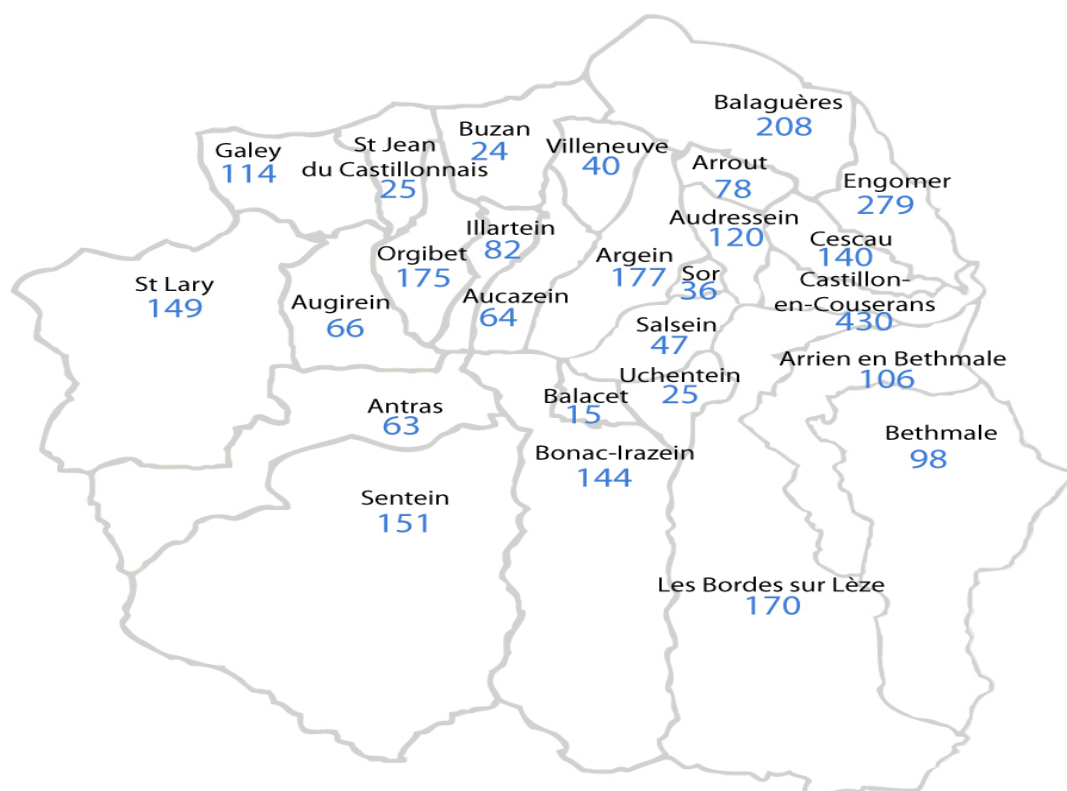 Balaguères
208
Buzan
24
St Jean
du Castillonnais
25
Galey
114
Villeneuve
40
Arrout
78
Engomer
279
Audressein
120
Illartein
82
Cescau
140
Orgibet
175
Argein
177
Sor
36
St Lary
149
Castillon-
en-Couserans
430
Augirein
66
Aucazein
64
Salsein
47
Arrien en Bethmale
106
Uchentein
25
Balacet
15
Antras
63
Bethmale
98
Bonac-Irazein
144
Sentein
151
Les Bordes sur Lèze
170